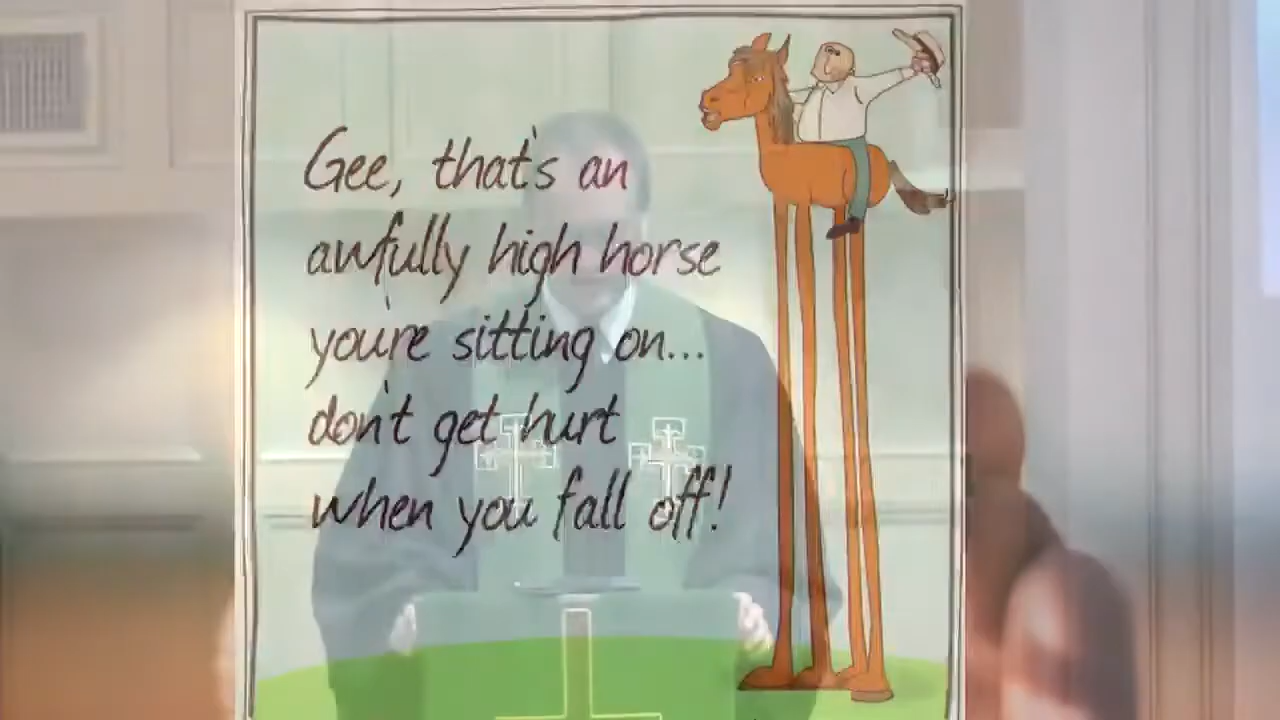 Gee, that's an
awfully high horse
you're sitting on...
don't get hurt
when you fall off!